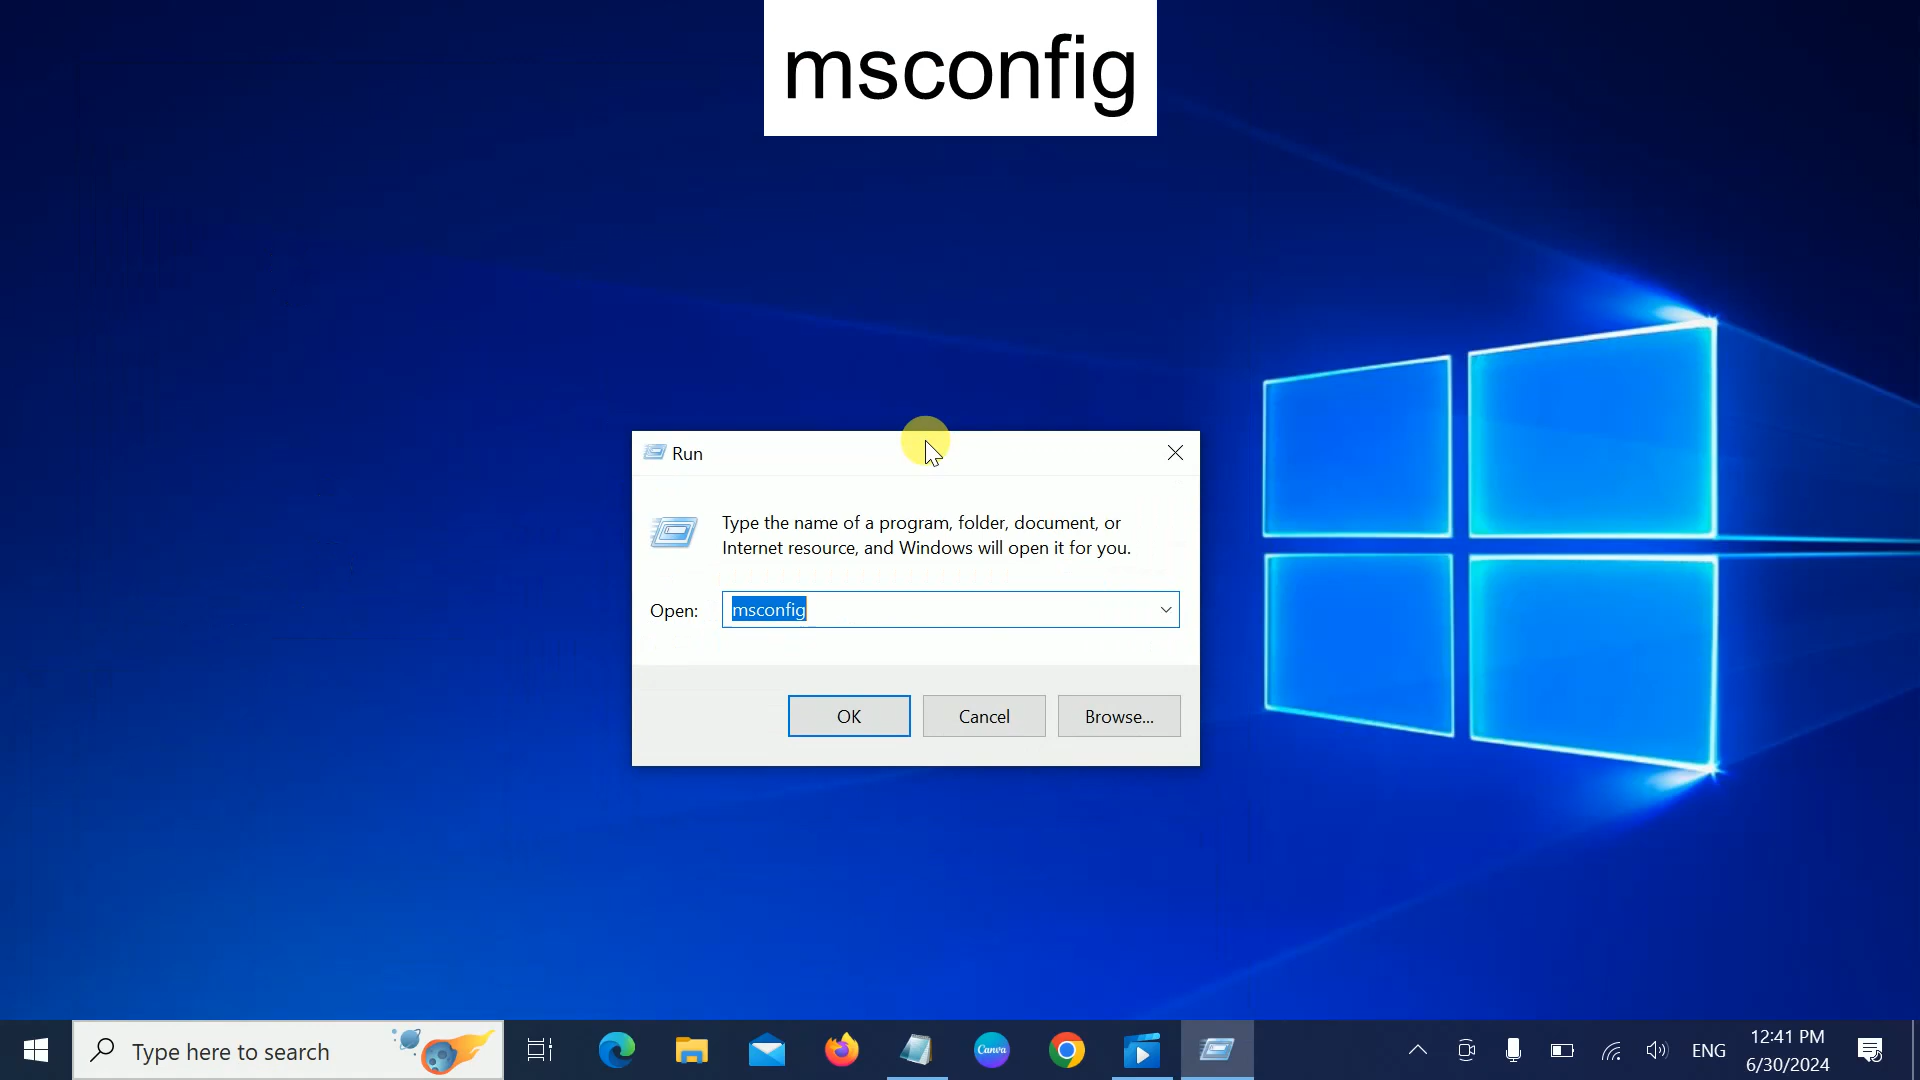 msconfig
Run
Type the name of a program, folder, document, or
Internet resource, and Windows will open it for you.
Open: msconfig
OK Cancel Browse...
Type here to search
Canva
ENG
12:41 PM
6/30/2024